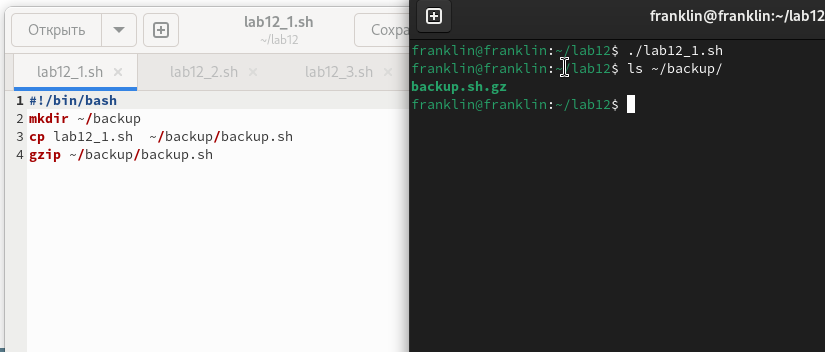 Открыть
lab12_1.sh
~/lab12
Coxpa
lab12_1.sh ×
lab12_2.sh ×
lab12_3.sh ×
1 #!/bin/bash
2 mkdir ~/backup
3 cp lab12_1.sh  ~/backup/backup.sh
4 gzip ~/backup/backup.sh
franklin@franklin:~/lab12
franklin@franklin:~/lab12$ ./lab12_1.sh
franklin@franklin:~/lab12$ ls ~/backup/
backup.sh.gz
franklin@franklin:~/lab12$